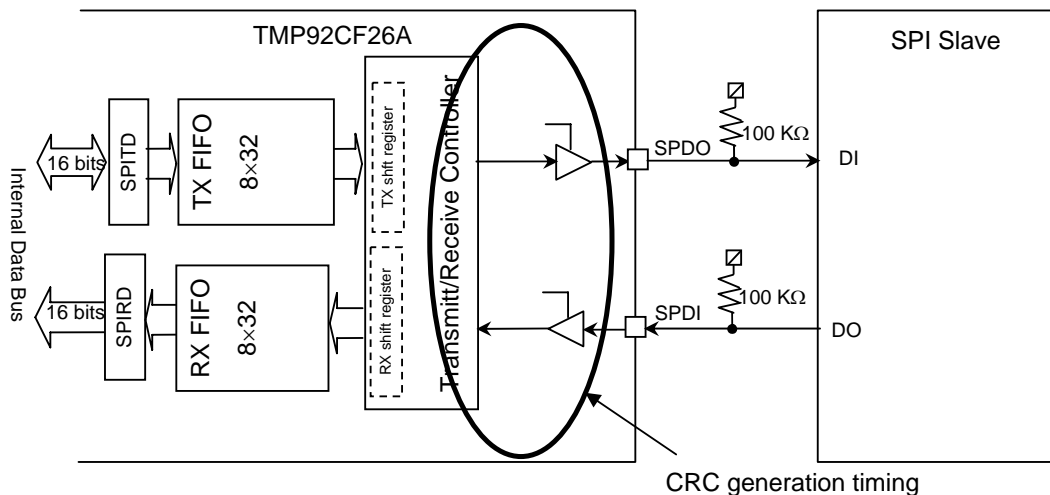 TMP92CF26A
SPI Slave
Internal Data Bus
16 bits
SPITD
TX FIFO
8×32
TX shft register
Transmitt/Receive Controller
SPDO
100 KΩ
DI
16 bits
SPIRD
RX FIFO
8×32
RX shift register
SPDI
100 KΩ
DO
CRC generation timing